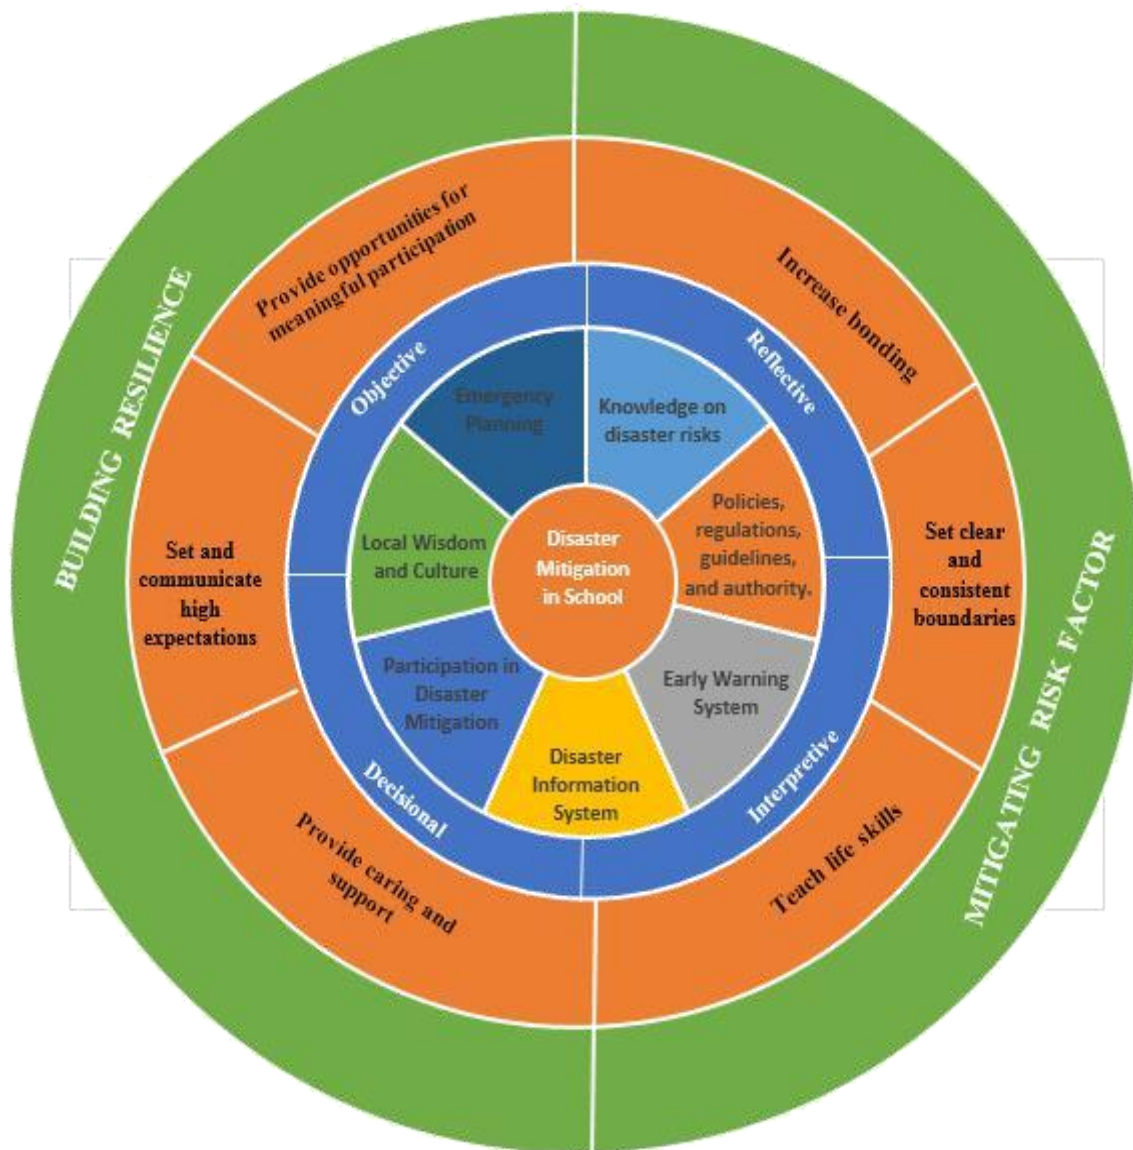 BUILDING RESILIENCE
MITIGATING RISK FACTOR
Provide opportunities for
meaningful participation
Increase bonding
Set clear
and
consistent
boundaries
Teach life skills
Provide caring and
support
Set and
communicate
high
expectations
Objective
Reflective
Interpretive
Decisional
Emergency
Planning
Knowledge on
disaster risks
Policies,
regulations,
guidelines,
and authority.
Early Warning
System
Disaster
Information
System
Participation in
Disaster
Mitigation
Local Wisdom
and Culture
Disaster
Mitigation
in School